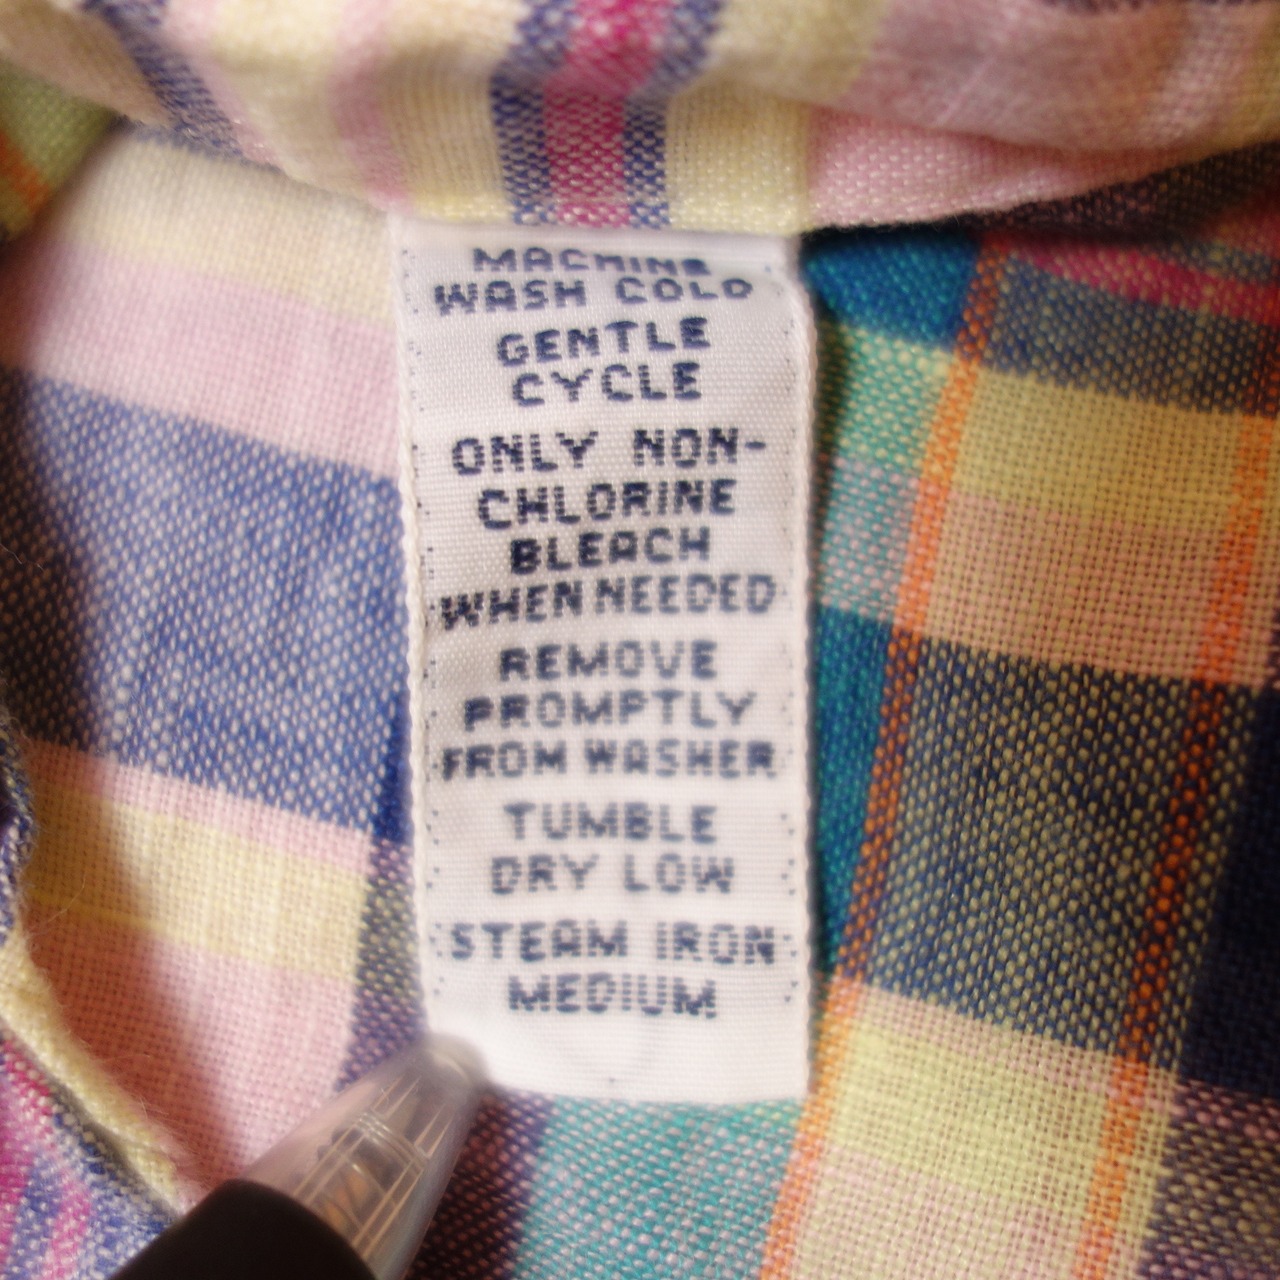 MACHINE
WASH COLD
GENTLE
CYCLE
ONLY NON-
CHLORINE
BLEACH
WHEN NEEDED
REMOVE
PROMPTLY
FROM WASHER
TUMBLE
DRY LOW
STEAM IRON
MEDIUM